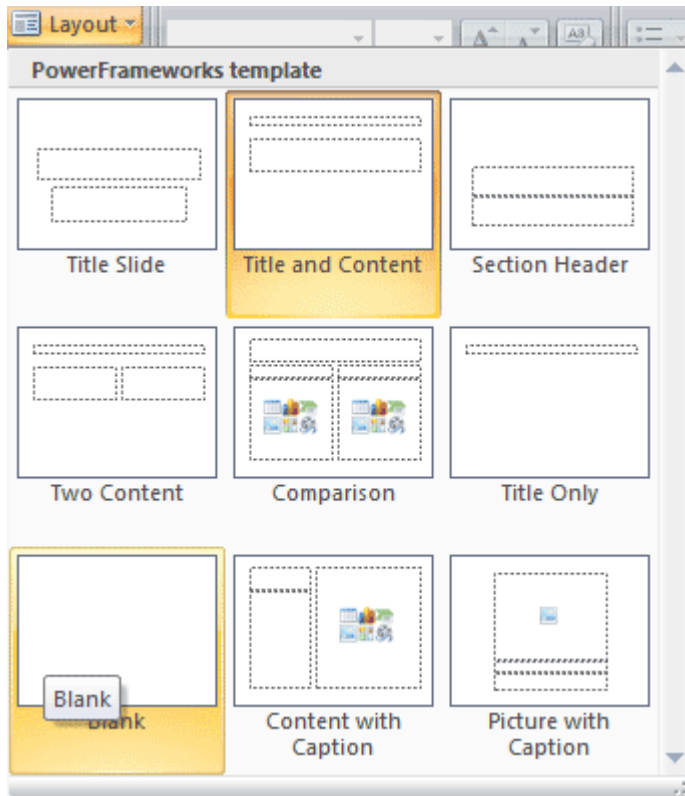 Layout
A
A
A
PowerFrameworks template
Title Slide
Title and Content
Section Header
Two Content
Comparison
Title Only
Blank
Blank
Content with
Caption
Picture with
Caption